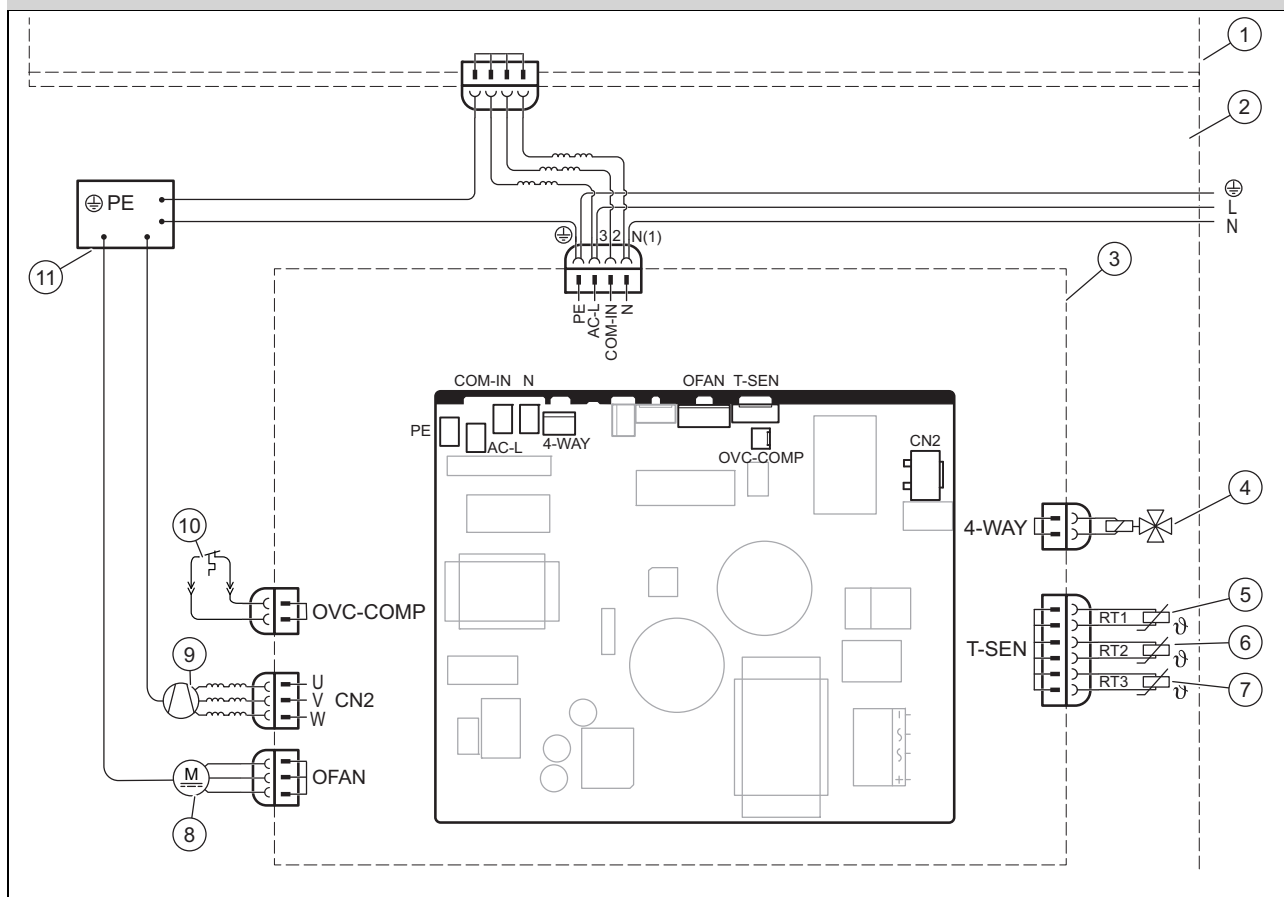 1
2
PE
L
N
3 2 N(1)
11
3
PE
AC-L
COM-IN
N
COM-IN N OFAN T-SEN
PE
AC-L
4-WAY
OVC-COMP
CN2
4-WAY
4
10
OVC-COMP
T-SEN
RT1 ϑ
5
RT2 ϑ
6
RT3 ϑ
7
9
U
V
W
CN2
M
OFAN
8